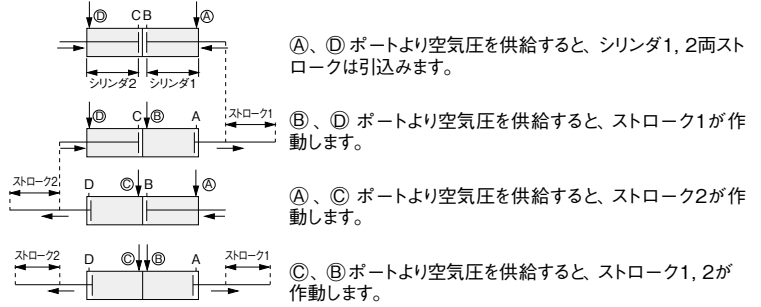 Ⓓ C B Ⓐ
シリンダ2 シリンダ1
Ⓐ、Ⓓ ポートより空気圧を供給すると、シリンダ1, 2両スト
ロークは引込みます。
Ⓓ C Ⓑ A ストローク1
Ⓑ、Ⓓ ポートより空気圧を供給すると、ストローク1が作
動します。
ストローク2 D Ⓒ B Ⓐ
Ⓐ、Ⓒ ポートより空気圧を供給すると、ストローク2が作
動します。
ストローク2 D Ⓒ Ⓑ A ストローク1
Ⓒ、Ⓑポートより空気圧を供給すると、ストローク1, 2が
作動します。